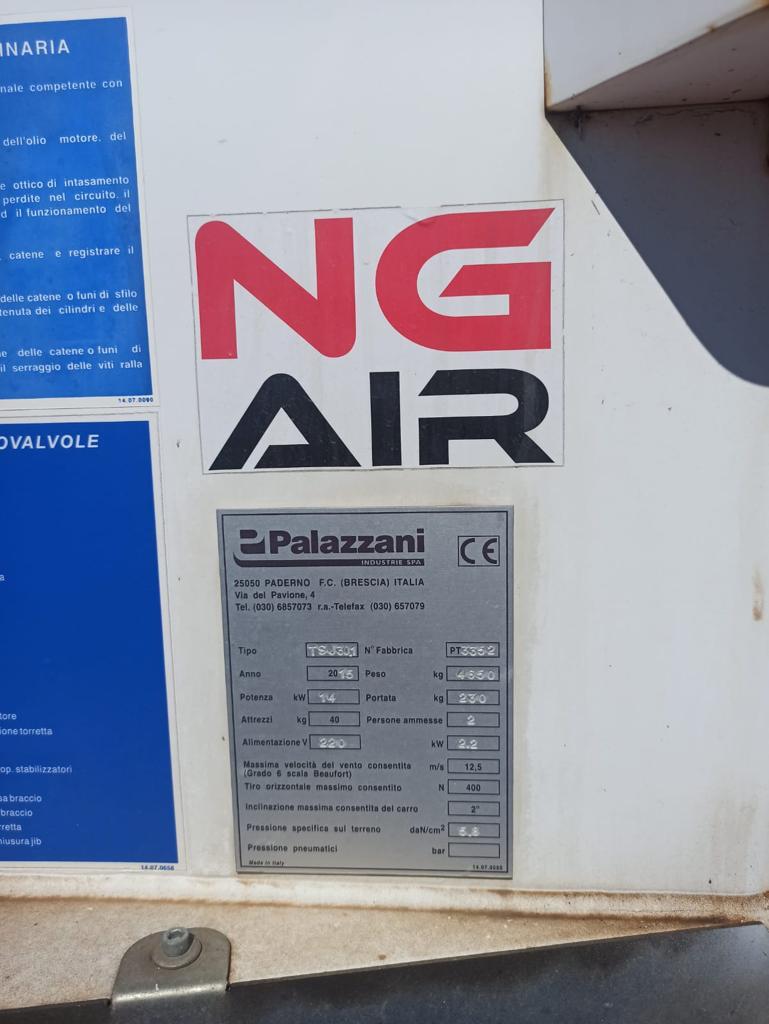 INARIA
nale competente con
dell'olio motore. del
e ottico di intasamento
perdite nel circuito. il
d il funzionamento del
catene e registrare il
delle catene o funi di sfilo
tenuta dei cilindri e delle
e delle catene o funi di
il serraggio delle viti ralla
14.07.0090
OVALVOLE
a
tore
ione torretta
op. stabilizzatori
sa braccio
braccio
rretta
hiusura jib
14.07.0058
NG
AIR
Palazzani
INDUSTRIE SPA
CE
25050 PADERNO F.C. (BRESCIA) ITALIA
Via del Pavione, 4
Tel. (030) 6857073 r.a.-Telefax (030) 657079
Tipo TSJ30.1 N° Fabbrica PT3352
Anno 2015 Peso kg 4650
Potenza kW 14 Portata kg 230
Attrezzi kg 40 Persone ammesse 2
Alimentazione V 220 kW 2.2
Massima velocità del vento consentita m/s 12,5
(Grado 6 scala Beaufort)
Tiro orizzontale massimo consentito N 400
Inclinazione massima consentita del carro 2°
Pressione specifica sul terreno daN/cm² 5.8
Pressione pneumatici bar
Made in Italy